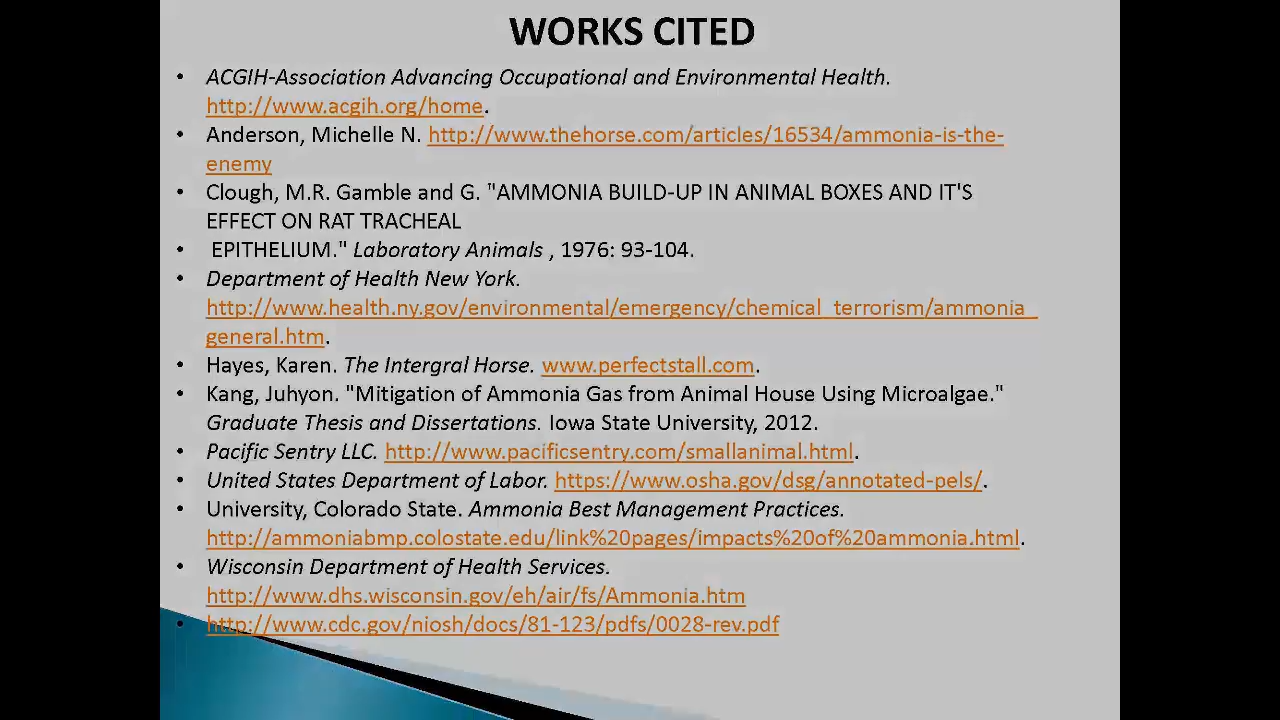 WORKS CITED
• ACGIH-Association Advancing Occupational and Environmental Health.
http://www.acgih.org/home.
• Anderson, Michelle N. http://www.thehorse.com/articles/16534/ammonia-is-the-
enemy
• Clough, M.R. Gamble and G. "AMMONIA BUILD-UP IN ANIMAL BOXES AND IT'S
EFFECT ON RAT TRACHEAL
• EPITHELIUM." Laboratory Animals , 1976: 93-104.
• Department of Health New York.
http://www.health.ny.gov/environmental/emergency/chemical_terrorism/ammonia_
general.htm.
• Hayes, Karen. The Intergral Horse. www.perfectstall.com.
• Kang, Juhyon. "Mitigation of Ammonia Gas from Animal House Using Microalgae."
Graduate Thesis and Dissertations. Iowa State University, 2012.
• Pacific Sentry LLC. http://www.pacificsentry.com/smallanimal.html.
• United States Department of Labor. https://www.osha.gov/dsg/annotated-pels/.
• University, Colorado State. Ammonia Best Management Practices.
http://ammoniabmp.colostate.edu/link%20pages/impacts%20of%20ammonia.html.
• Wisconsin Department of Health Services.
http://www.dhs.wisconsin.gov/eh/air/fs/Ammonia.htm
• http://www.cdc.gov/niosh/docs/81-123/pdfs/0028-rev.pdf